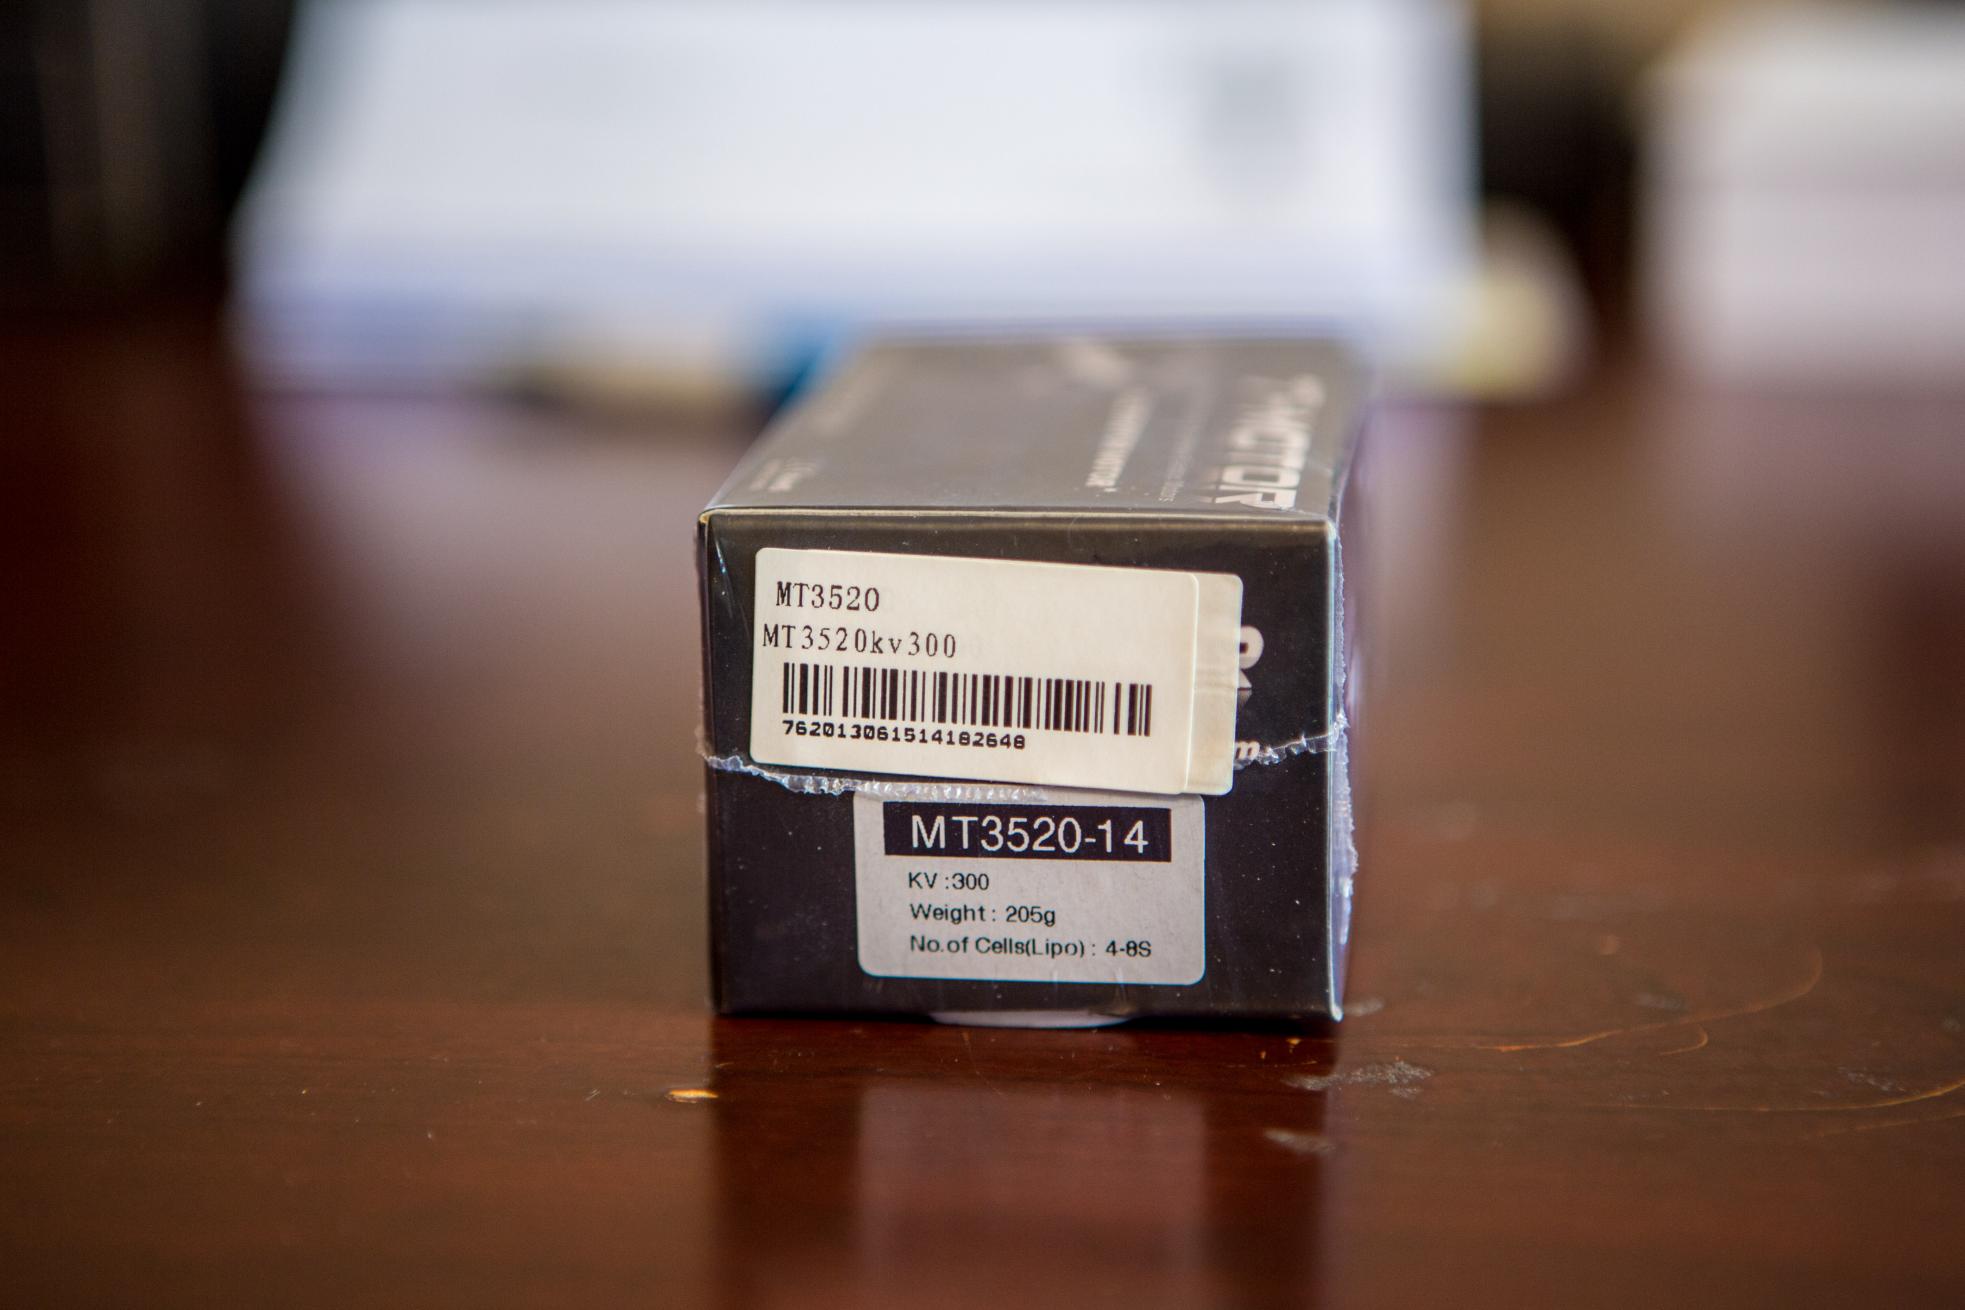 MT3520
MT3520kv300
762013061514182648
MT3520-14
KV :300
Weight : 205g
No.of Cells(Lipo) : 4-8S